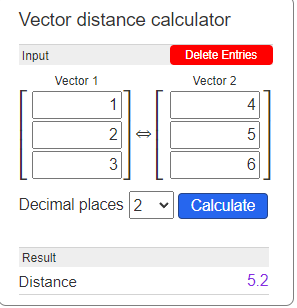 Vector distance calculator
Input Delete Entries
Vector 1 Vector 2
1 4
2 ⇔ 5
3 6
Decimal places 2 Calculate
Result
Distance 5.2